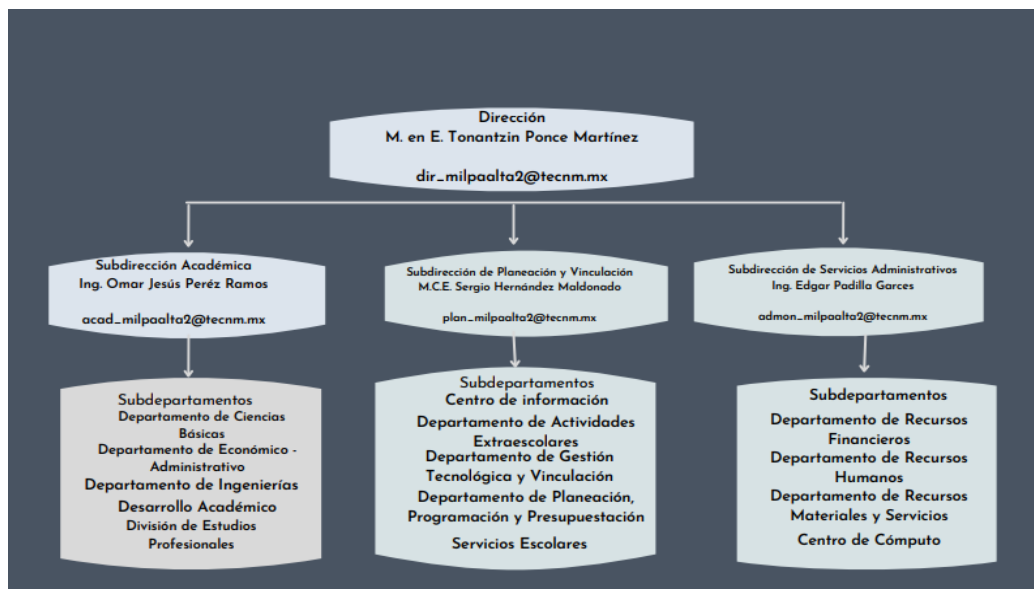 Dirección
M. en E. Tonantzin Ponce Martínez
dir_milpaalta2@tecnm.mx
Subdirección Académica
Ing. Omar Jesús Peréz Ramos
acad_milpaalta2@tecnm.mx
Subdirección de Planeación y Vinculación
M.C.E. Sergio Hernández Maldonado
plan_milpaalta2@tecnm.mx
Subdirección de Servicios Administrativos
Ing. Edgar Padilla Garces
admon_milpaalta2@tecnm.mx
Subdepartamentos
Departamento de Ciencias
Básicas
Departamento de Económico -
Administrativo
Departamento de Ingenierías
Desarrollo Académico
División de Estudios
Profesionales
Subdepartamentos
Centro de información
Departamento de Actividades
Extraescolares
Departamento de Gestión
Tecnológica y Vinculación
Departamento de Planeación,
Programación y Presupuestación
Servicios Escolares
Subdepartamentos
Departamento de Recursos
Financieros
Departamento de Recursos
Humanos
Departamento de Recursos
Materiales y Servicios
Centro de Cómputo